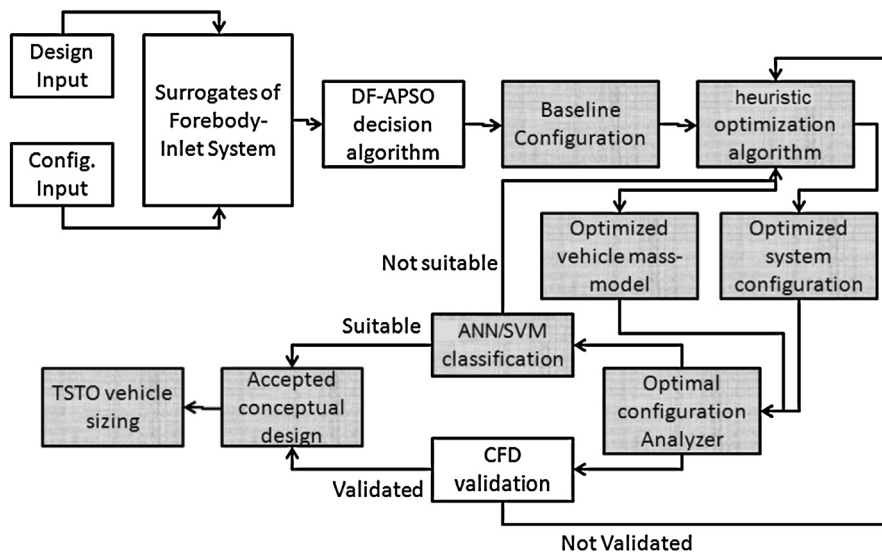 Design
Input
Config.
Input
Surrogates of
Forebody-
Inlet System
DF-APSO
decision
algorithm
Baseline
Configuration
heuristic
optimization
algorithm
Optimized
vehicle mass-
model
Optimized
system
configuration
Not suitable
Suitable
ANN/SVM
classification
TSTO vehicle
sizing
Accepted
conceptual
design
Optimal
configuration
Analyzer
CFD
validation
Validated
Not Validated